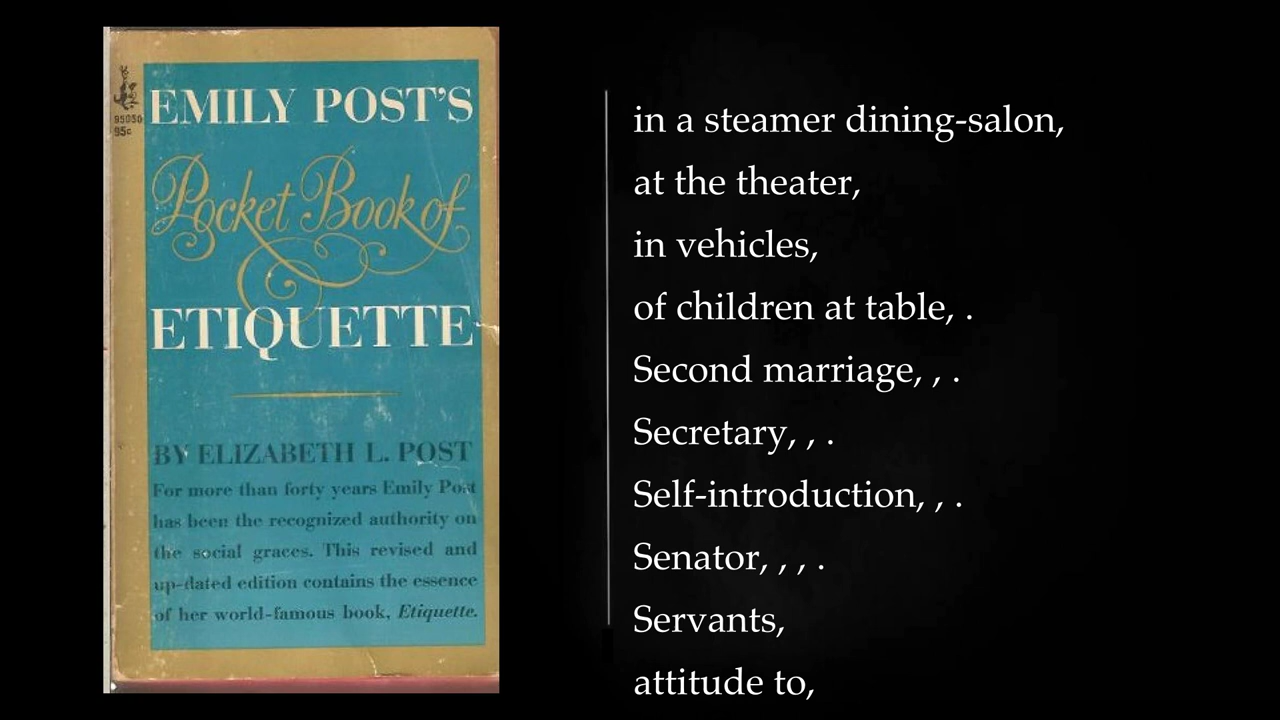 95050
95c
EMILY POST'S
Pocket Book of
ETIQUETTE
BY ELIZABETH L. POST
For more than forty years Emily Post
has been the recognized authority on
the social graces. This revised and
up-dated edition contains the essence
of her world-famous book, Etiquette.
in a steamer dining-salon,
at the theater,
in vehicles,
of children at table, .
Second marriage, , .
Secretary, , .
Self-introduction, , .
Senator, , , .
Servants,
attitude to,